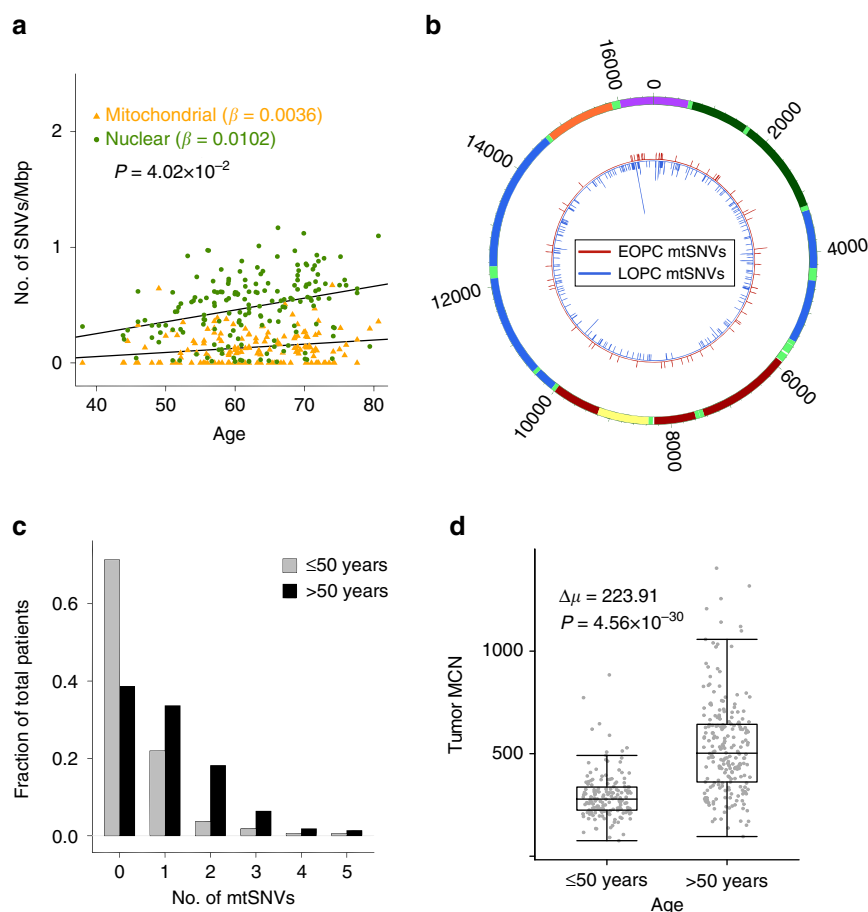 a
No. of SNVs/Mbp
2
1
0
Mitochondrial (β = 0.0036)
Nuclear (β = 0.0102)
P = 4.02×10−2
40 50 60 70 80
Age
b
0
2000
4000
6000
8000
10000
12000
14000
16000
EOPC mtSNVs
LOPC mtSNVs
c
Fraction of total patients
0.6
0.4
0.2
0.0
≤50 years
>50 years
0 1 2 3 4 5
No. of mtSNVs
d
Tumor MCN
1000
500
Δμ = 223.91
P = 4.56×10−30
≤50 years >50 years
Age